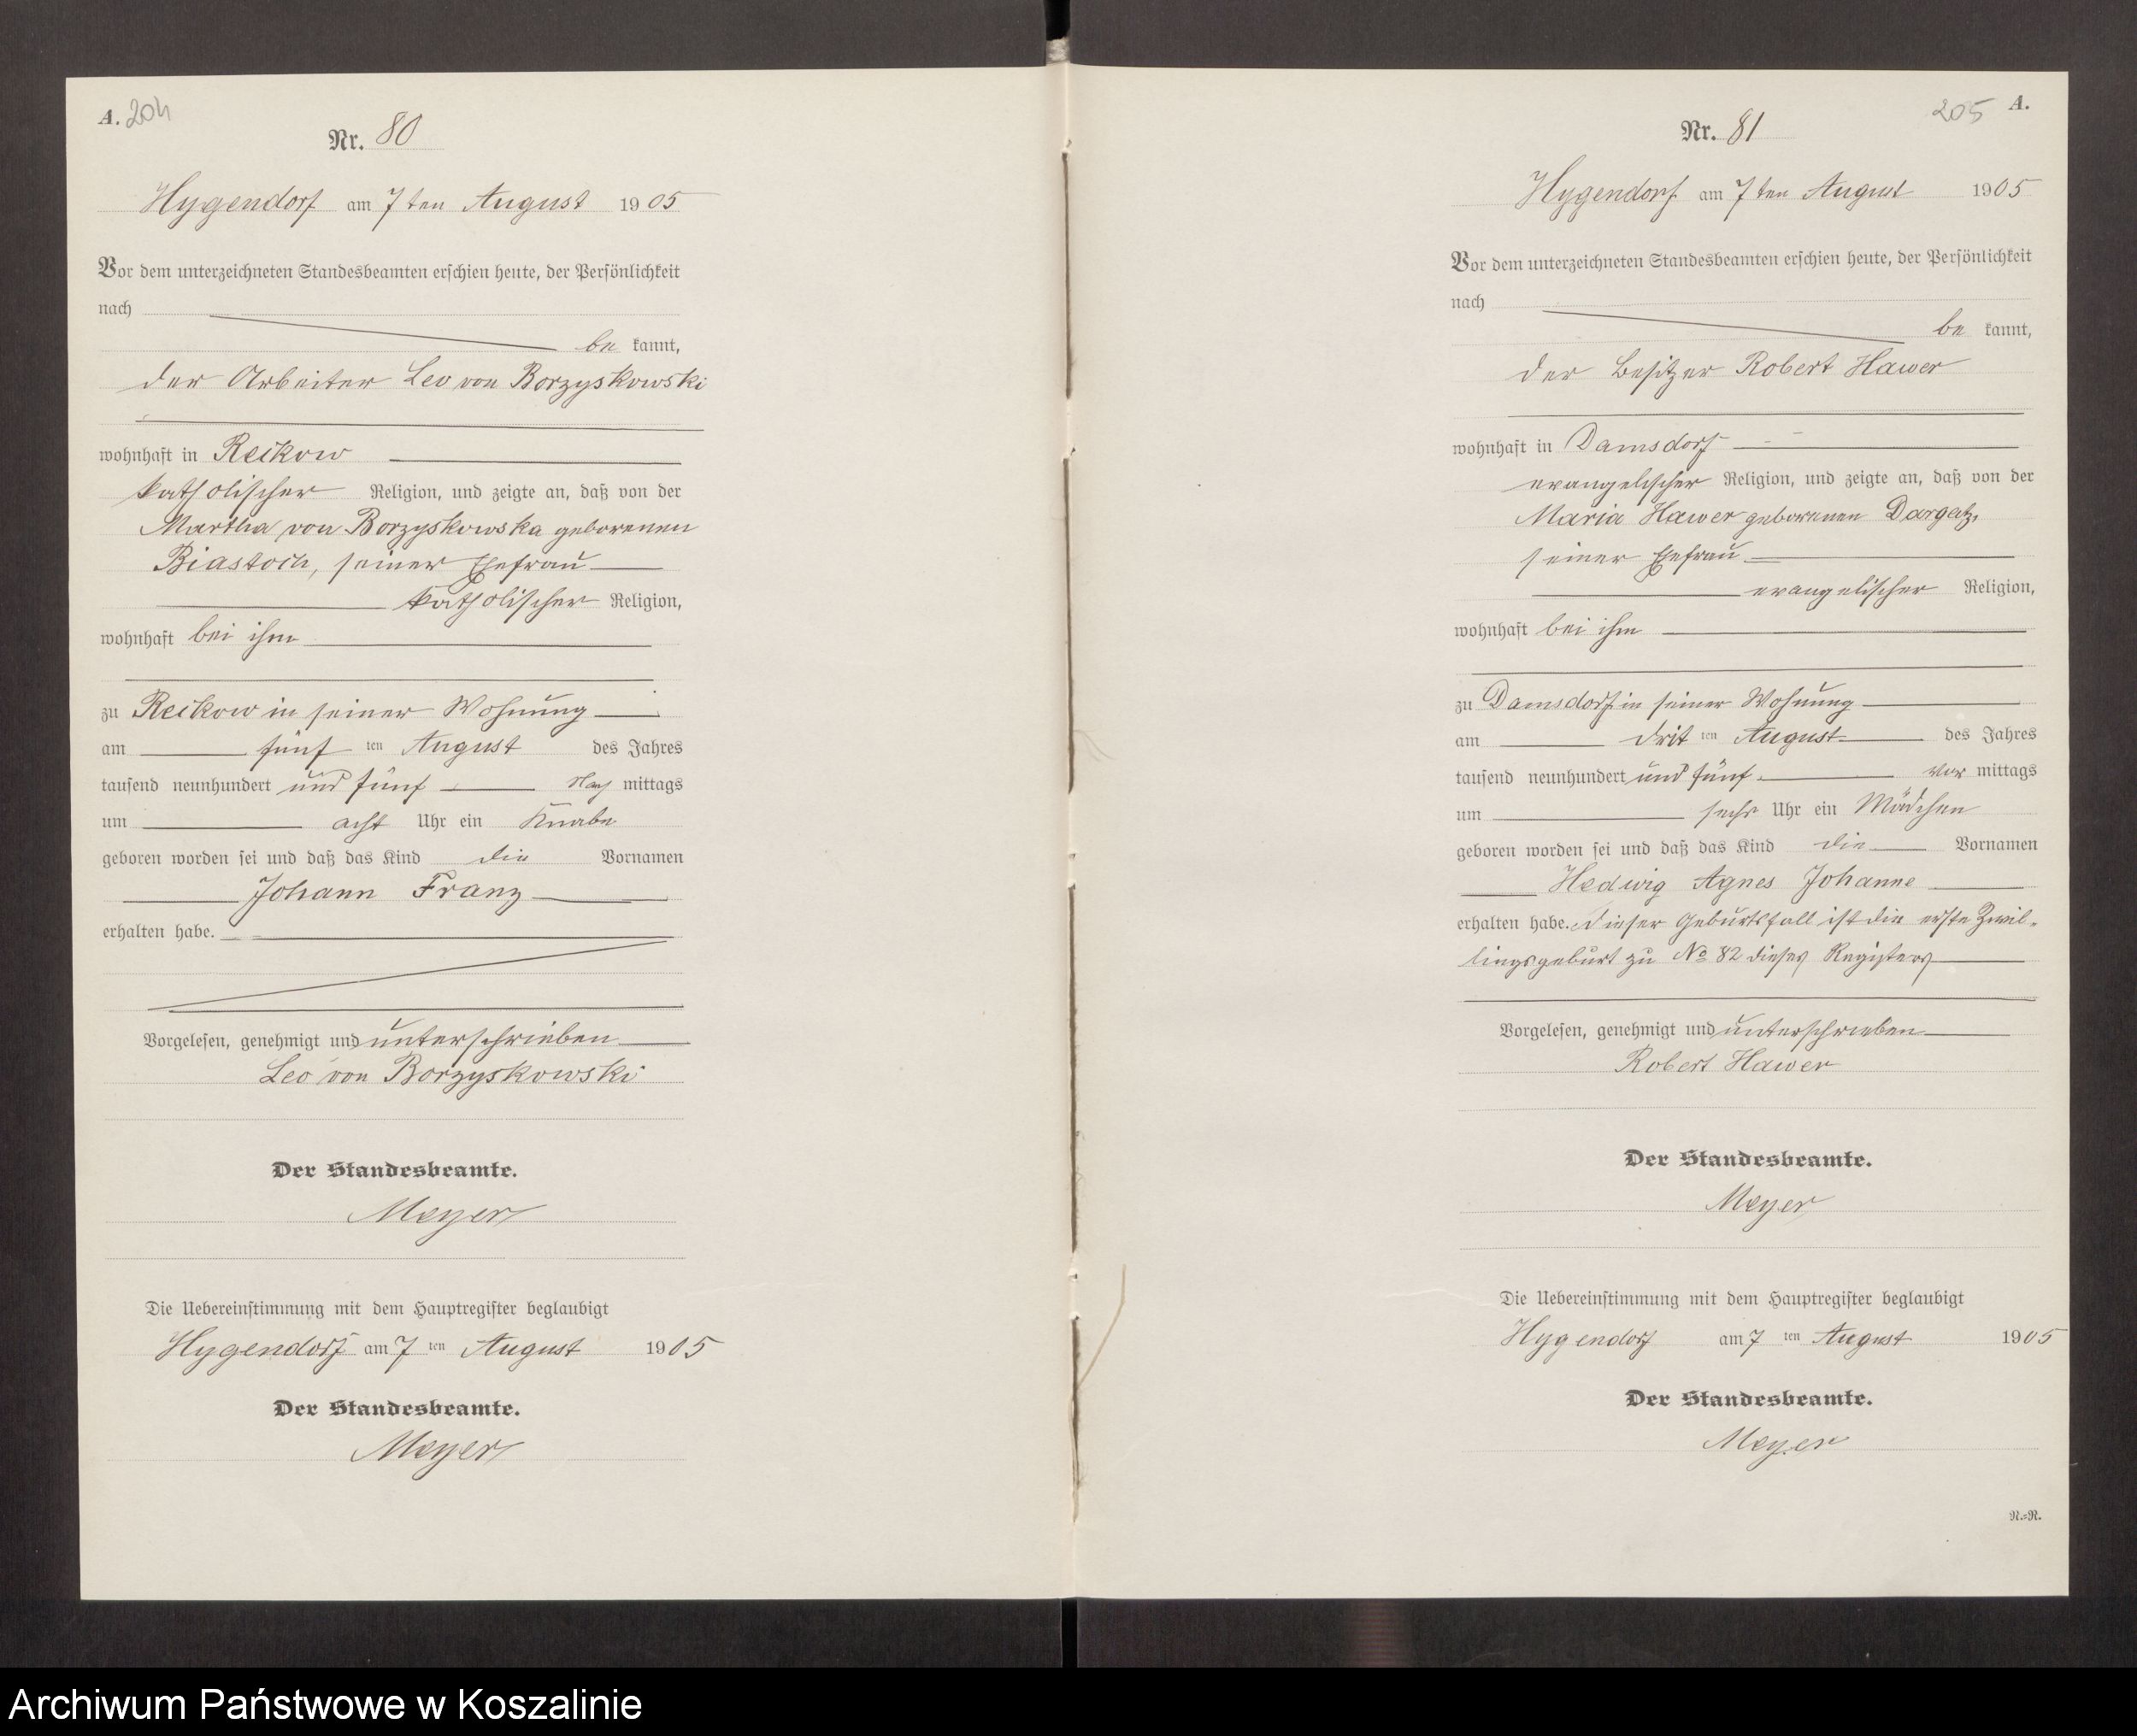 A. 204
Nr. 80
Hygendorf am 7ten August 1905
Vor dem unterzeichneten Standesbeamten erschien heute, der Persönlichkeit
nach
be kannt,
der Arbeiter Leo von Borzyskowski
wohnhaft in Reikow
katholischer Religion, und zeigte an, daß von der
Martha von Borzyskowska geborenen
Biastoch, seiner Ehefrau
katholischer Religion,
wohnhaft bei ihm
zu Reikow in seiner Wohnung
am fünf ten August des Jahres
tausend neunhundert und fünf Nach mittags
um acht Uhr ein Knabe
geboren worden sei und daß das Kind die Vornamen
Johann Franz
erhalten habe.
Vorgelesen, genehmigt und unterschrieben
Leo von Borzyskowski
Der Standesbeamte.
Meyer
Die Uebereinstimmung mit dem Hauptregister beglaubigt
Hygendorf am 7 ten August 1905
Der Standesbeamte.
Meyer
205 A.
Nr. 81
Hygendorf am 7ten August 1905
Vor dem unterzeichneten Standesbeamten erschien heute, der Persönlichkeit
nach
be kannt,
der Besitzer Robert Hawer
wohnhaft in Damsdorf
evangelischer Religion, und zeigte an, daß von der
Maria Hawer geborenen Dargatz,
seiner Ehefrau
evangelischer Religion,
wohnhaft bei ihm
zu Damsdorf in seiner Wohnung
am drit ten August des Jahres
tausend neunhundert und fünf Vor mittags
um sechs Uhr ein Mädchen
geboren worden sei und daß das Kind die Vornamen
Hedwig Agnes Johanne
erhalten habe. dieser Geburtsfall ist die erste Zwil-
lingsgeburt zu No 82 dieses Registers
Vorgelesen, genehmigt und unterschrieben
Robert Hawer
Der Standesbeamte.
Meyer
Die Uebereinstimmung mit dem Hauptregister beglaubigt
Hygendorf am 7 ten August 1905
Der Standesbeamte.
Meyer
N.=R.
Archiwum Państwowe w Koszalinie